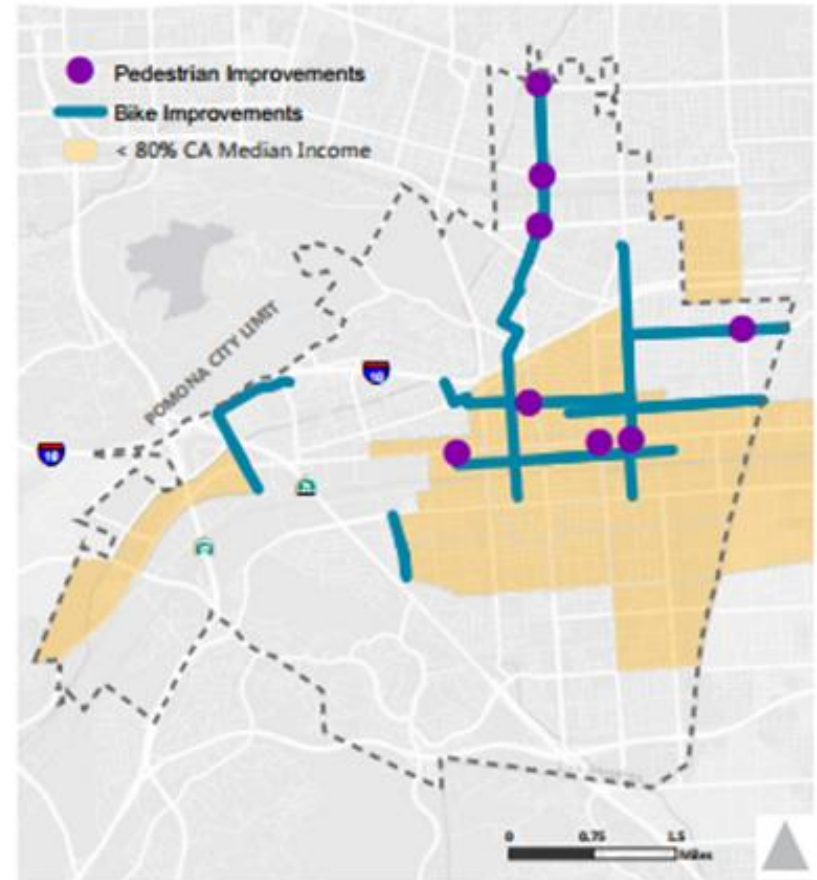 Pedestrian Improvements
Bike Improvements
< 80% CA Median Income
POMONA CITY LIMIT
10
10
0 0.75 1.5
Miles